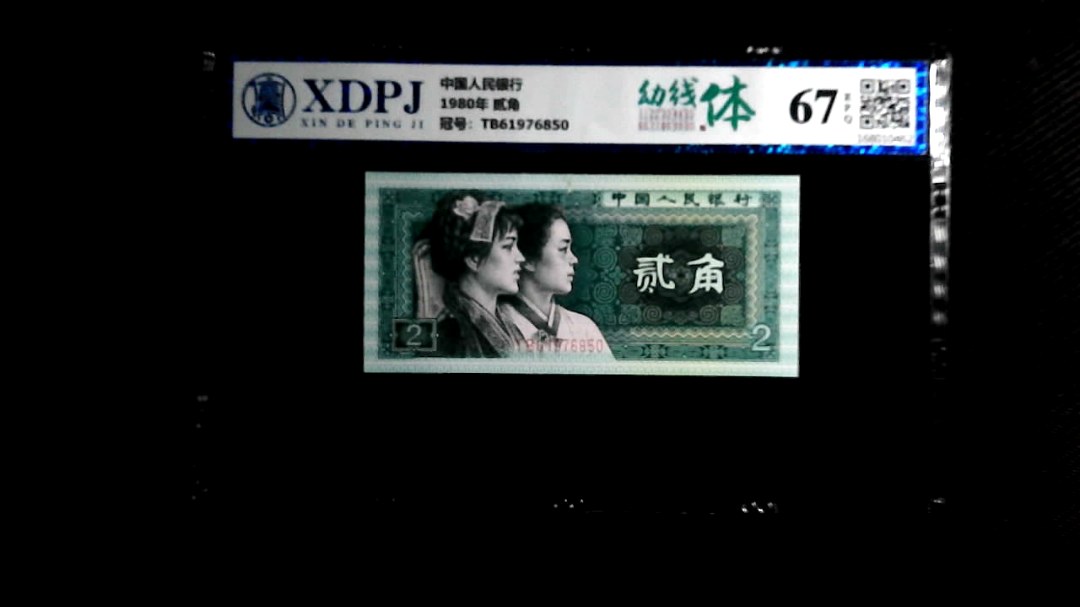 XDPJ
XIN DE PING JI
中国人民银行
1980年 贰角
冠号: TB61976850
幼线体
67
EPQ
中国人民银行
贰角
2
2
TB61976850